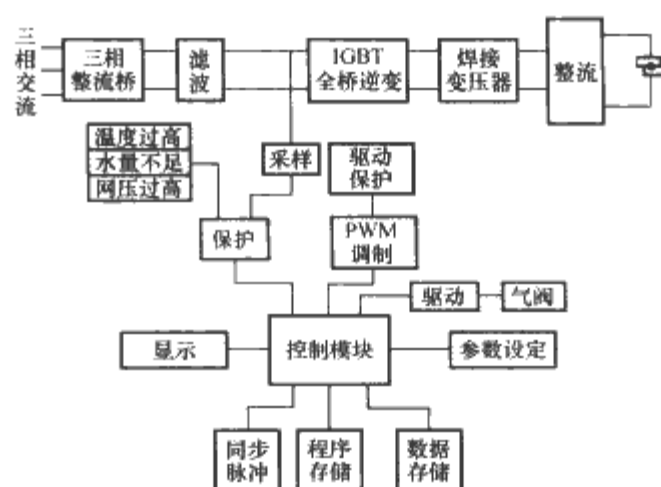 三
相
交
流
三相
整流桥
滤
波
IGBT
全桥逆变
焊接
变压器
整流
温度过高
水量不足
网压过高
采样
驱动
保护
保护
PWM
调制
驱动
气阀
显示
控制模块
参数设定
同步
脉冲
程序
存储
数据
存储